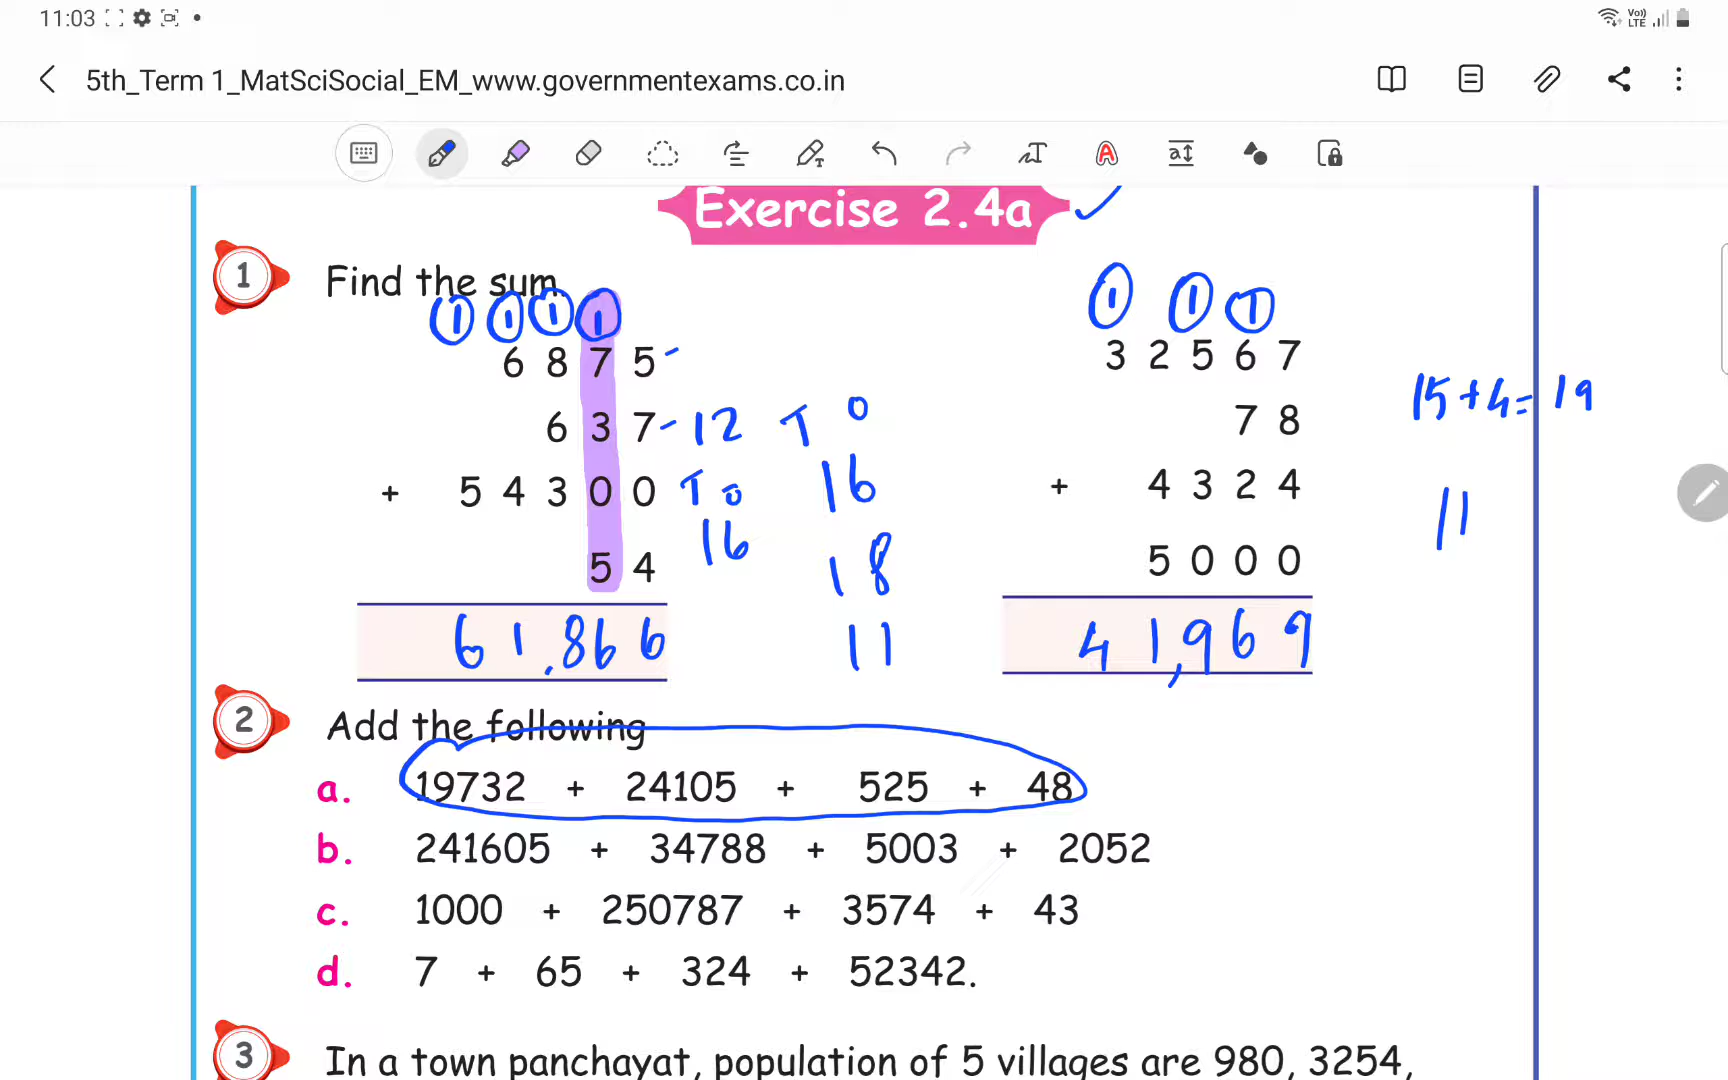 11:03
Vo)) LTE
5th_Term 1_MatSciSocial_EM_www.governmentexams.co.in
Exercise 2.4a
1 Find the sum.
1 1 1 1
6 8 7 5
6 3 7 - 12 T O
+ 5 4 3 0 0 T O 16
5 4 16 18
61,866 11
1 1 1
3 2 5 6 7
7 8 15+4=19
+ 4 3 2 4 11
5 0 0 0
41,969
2 Add the following
a. 19732 + 24105 + 525 + 48
b. 241605 + 34788 + 5003 + 2052
c. 1000 + 250787 + 3574 + 43
d. 7 + 65 + 324 + 52342.
3 In a town panchayat, population of 5 villages are 980, 3254,